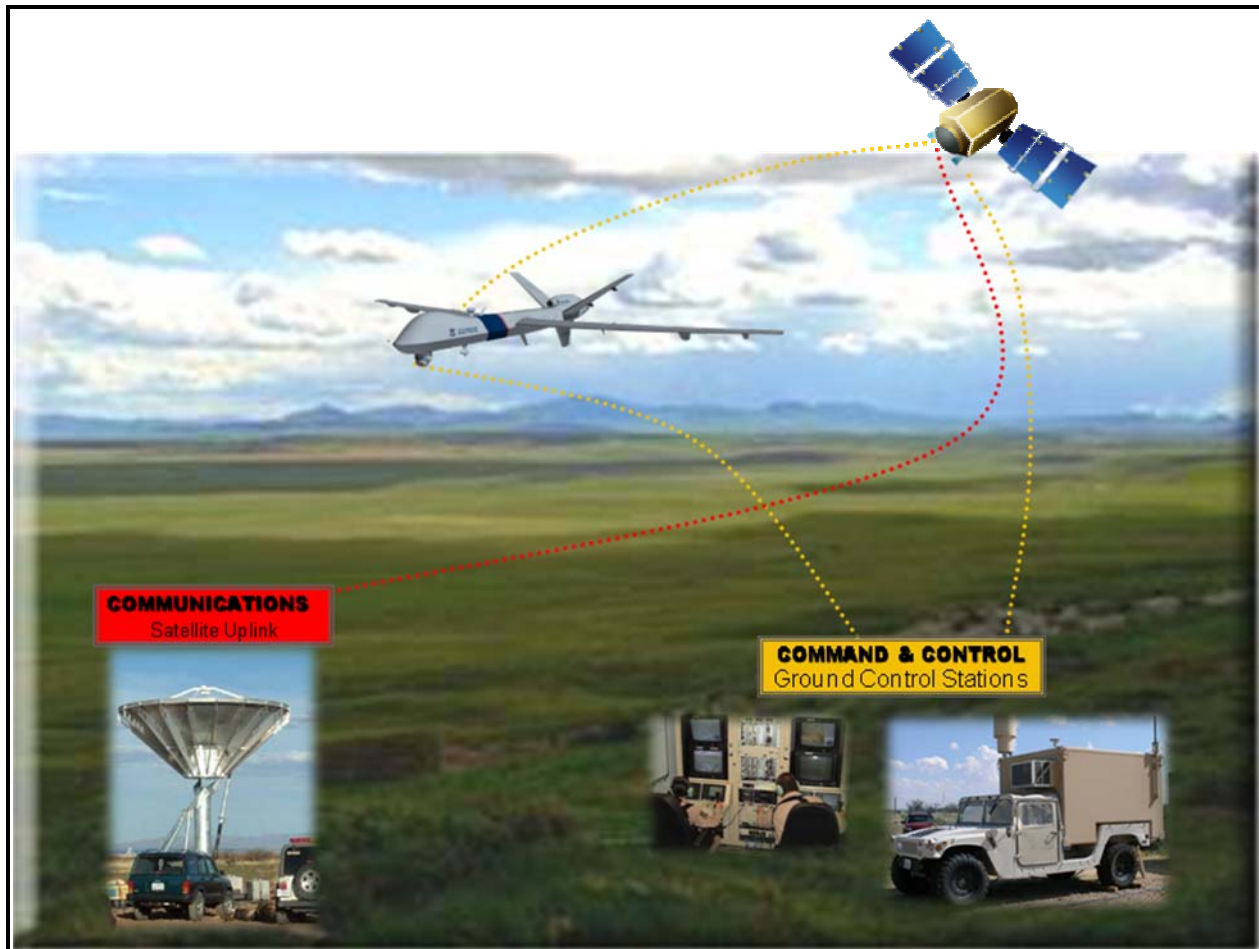 COMMUNICATIONS
Satellite Uplink
COMMAND & CONTROL
Ground Control Stations